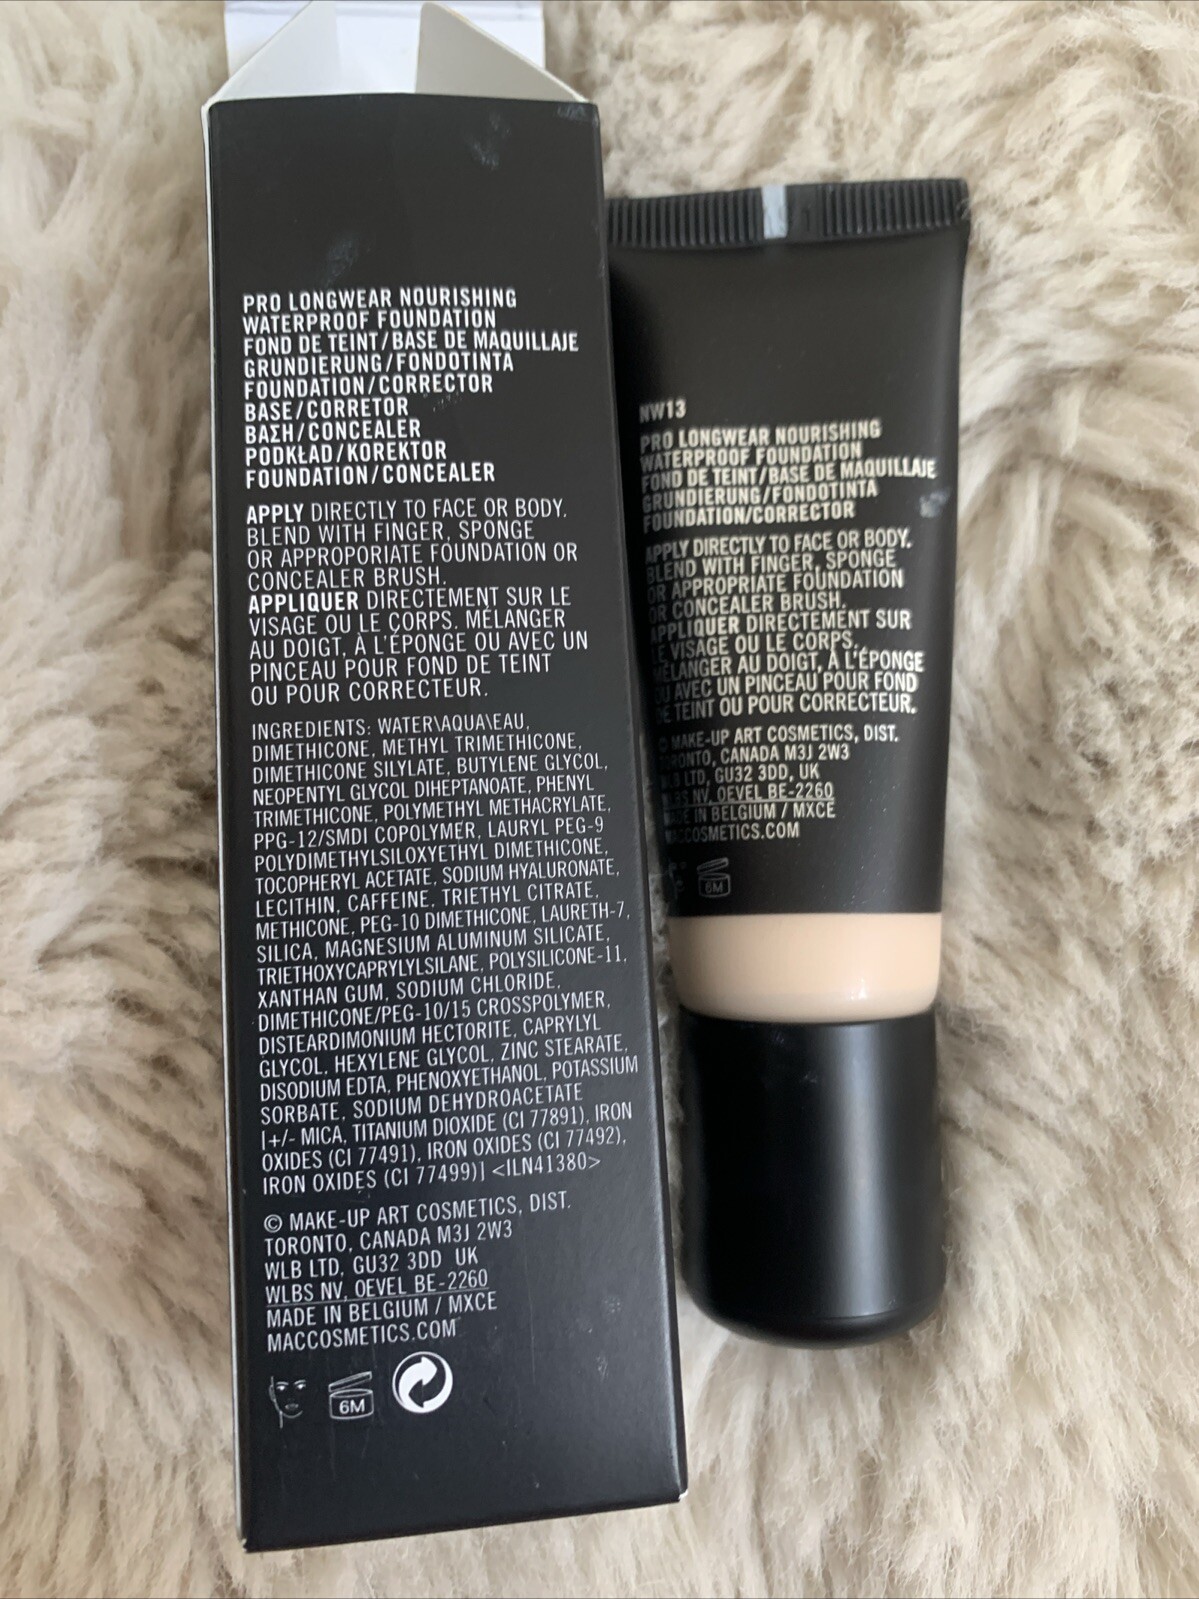 PRO LONGWEAR NOURISHING
WATERPROOF FOUNDATION
FOND DE TEINT/BASE DE MAQUILLAJE
GRUNDIERUNG/FONDOTINTA
FOUNDATION/CORRECTOR
BASE/CORRETOR
ΒΑΣΗ/CONCEALER
PODKŁAD/KOREKTOR
FOUNDATION/CONCEALER
APPLY DIRECTLY TO FACE OR BODY.
BLEND WITH FINGER, SPONGE
OR APPROPORIATE FOUNDATION OR
CONCEALER BRUSH.
APPLIQUER DIRECTEMENT SUR LE
VISAGE OU LE CORPS. MÉLANGER
AU DOIGT, À L'ÉPONGE OU AVEC UN
PINCEAU POUR FOND DE TEINT
OU POUR CORRECTEUR.
INGREDIENTS: WATER\AQUA\EAU,
DIMETHICONE, METHYL TRIMETHICONE,
DIMETHICONE SILYLATE, BUTYLENE GLYCOL,
NEOPENTYL GLYCOL DIHEPTANOATE, PHENYL
TRIMETHICONE, POLYMETHYL METHACRYLATE,
PPG-12/SMDI COPOLYMER, LAURYL PEG-9
POLYDIMETHYLSILOXYETHYL DIMETHICONE,
TOCOPHERYL ACETATE, SODIUM HYALURONATE,
LECITHIN, CAFFEINE, TRIETHYL CITRATE,
METHICONE, PEG-10 DIMETHICONE, LAURETH-7,
SILICA, MAGNESIUM ALUMINUM SILICATE,
TRIETHOXYCAPRYLYLSILANE, POLYSILICONE-11,
XANTHAN GUM, SODIUM CHLORIDE,
DIMETHICONE/PEG-10/15 CROSSPOLYMER,
DISTEARDIMONIUM HECTORITE, CAPRYLYL
GLYCOL, HEXYLENE GLYCOL, ZINC STEARATE,
DISODIUM EDTA, PHENOXYETHANOL, POTASSIUM
SORBATE, SODIUM DEHYDROACETATE
[+/- MICA, TITANIUM DIOXIDE (CI 77891), IRON
OXIDES (CI 77491), IRON OXIDES (CI 77492),
IRON OXIDES (CI 77499)] <ILN41380>
© MAKE-UP ART COSMETICS, DIST.
TORONTO, CANADA M3J 2W3
WLB LTD, GU32 3DD UK
WLBS NV, OEVEL BE-2260
MADE IN BELGIUM / MXCE
MACCOSMETICS.COM
6M
NW13
PRO LONGWEAR NOURISHING
WATERPROOF FOUNDATION
FOND DE TEINT/BASE DE MAQUILLAJE
GRUNDIERUNG/FONDOTINTA
FOUNDATION/CORRECTOR
APPLY DIRECTLY TO FACE OR BODY.
BLEND WITH FINGER, SPONGE
OR APPROPRIATE FOUNDATION
OR CONCEALER BRUSH.
APPLIQUER DIRECTEMENT SUR
LE VISAGE OU LE CORPS.
MÉLANGER AU DOIGT, À L'ÉPONGE
OU AVEC UN PINCEAU POUR FOND
DE TEINT OU POUR CORRECTEUR.
© MAKE-UP ART COSMETICS, DIST.
TORONTO, CANADA M3J 2W3
WLB LTD, GU32 3DD, UK
WLBS NV, OEVEL BE-2260
MADE IN BELGIUM / MXCE
MACCOSMETICS.COM
6M